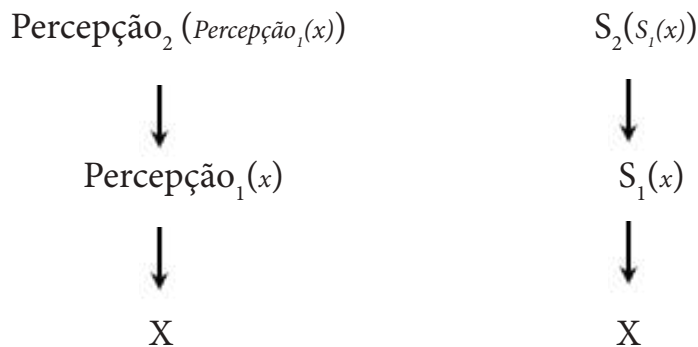 Percepção₂ (Percepção₁(x)) S₂(S₁(x))
Percepção₁(x) S₁(x)
X X